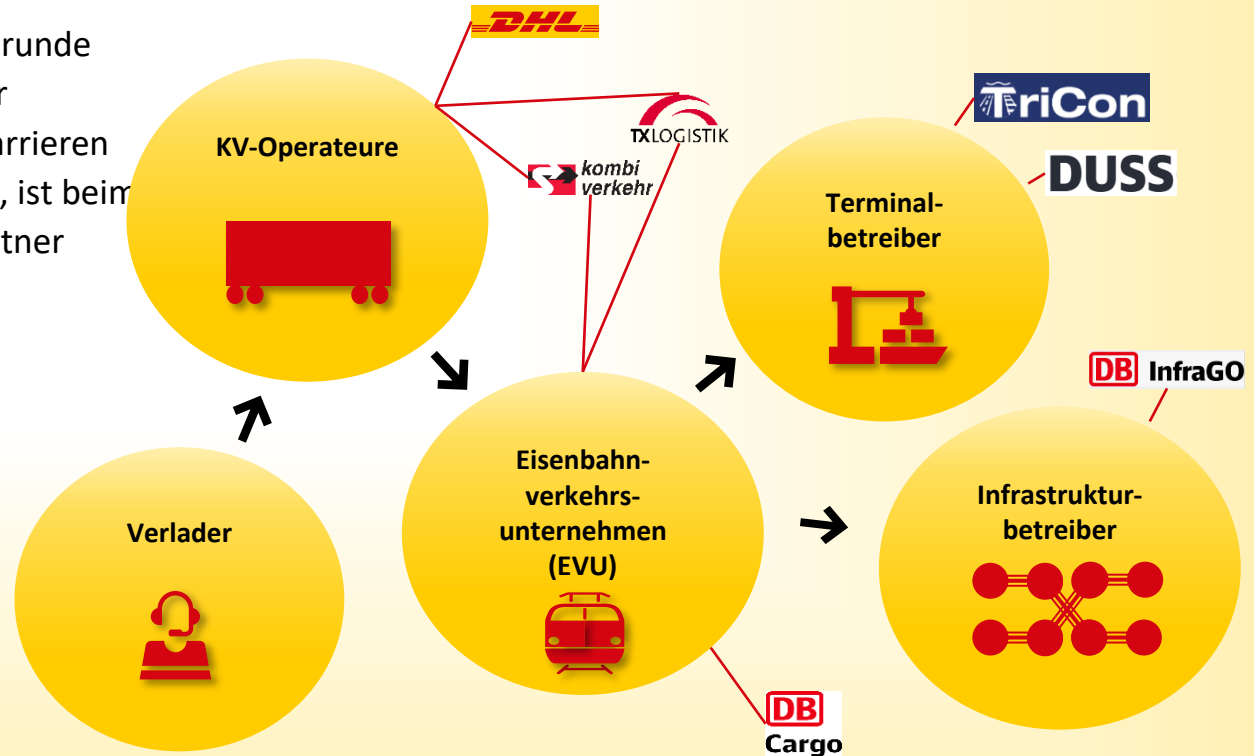 runde
r
arrieren
, ist beim
tner
DHL
KV-Operateure
TXLOGISTIK
kombi
verkehr
TriCon
DUSS
Terminal-
betreiber
DB InfraGO
Verlader
Eisenbahn-
verkehrs-
unternehmen
(EVU)
Infrastruktur-
betreiber
DB
Cargo